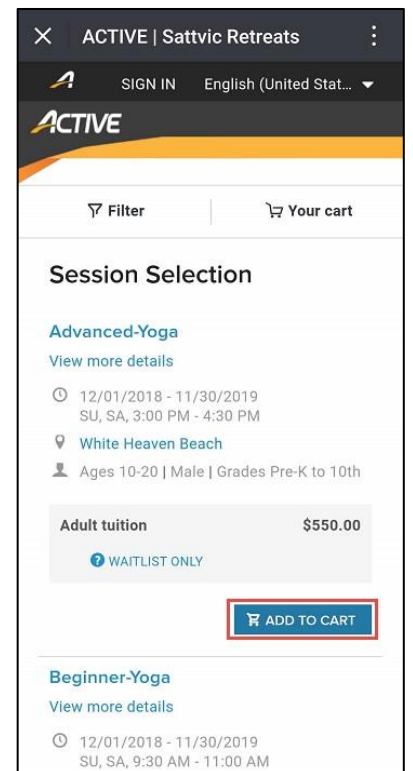 ACTIVE | Sattvic Retreats
SIGN IN English (United Stat...
ACTIVE
Filter Your cart
Session Selection
Advanced-Yoga
View more details
12/01/2018 - 11/30/2019
SU, SA, 3:00 PM - 4:30 PM
White Heaven Beach
Ages 10-20 | Male | Grades Pre-K to 10th
Adult tuition $550.00
WAITLIST ONLY
ADD TO CART
Beginner-Yoga
View more details
12/01/2018 - 11/30/2019
SU, SA, 9:30 AM - 11:00 AM